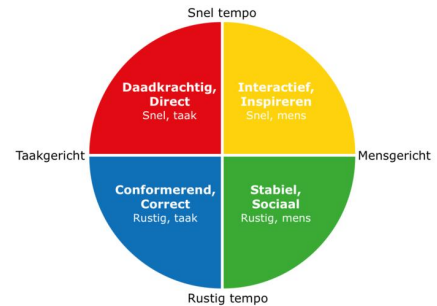 Snel tempo
Daadkrachtig,
Direct
Snel, taak
Interactief,
Inspireren
Snel, mens
Taakgericht
Mensgericht
Conformerend,
Correct
Rustig, taak
Stabiel,
Sociaal
Rustig, mens
Rustig tempo